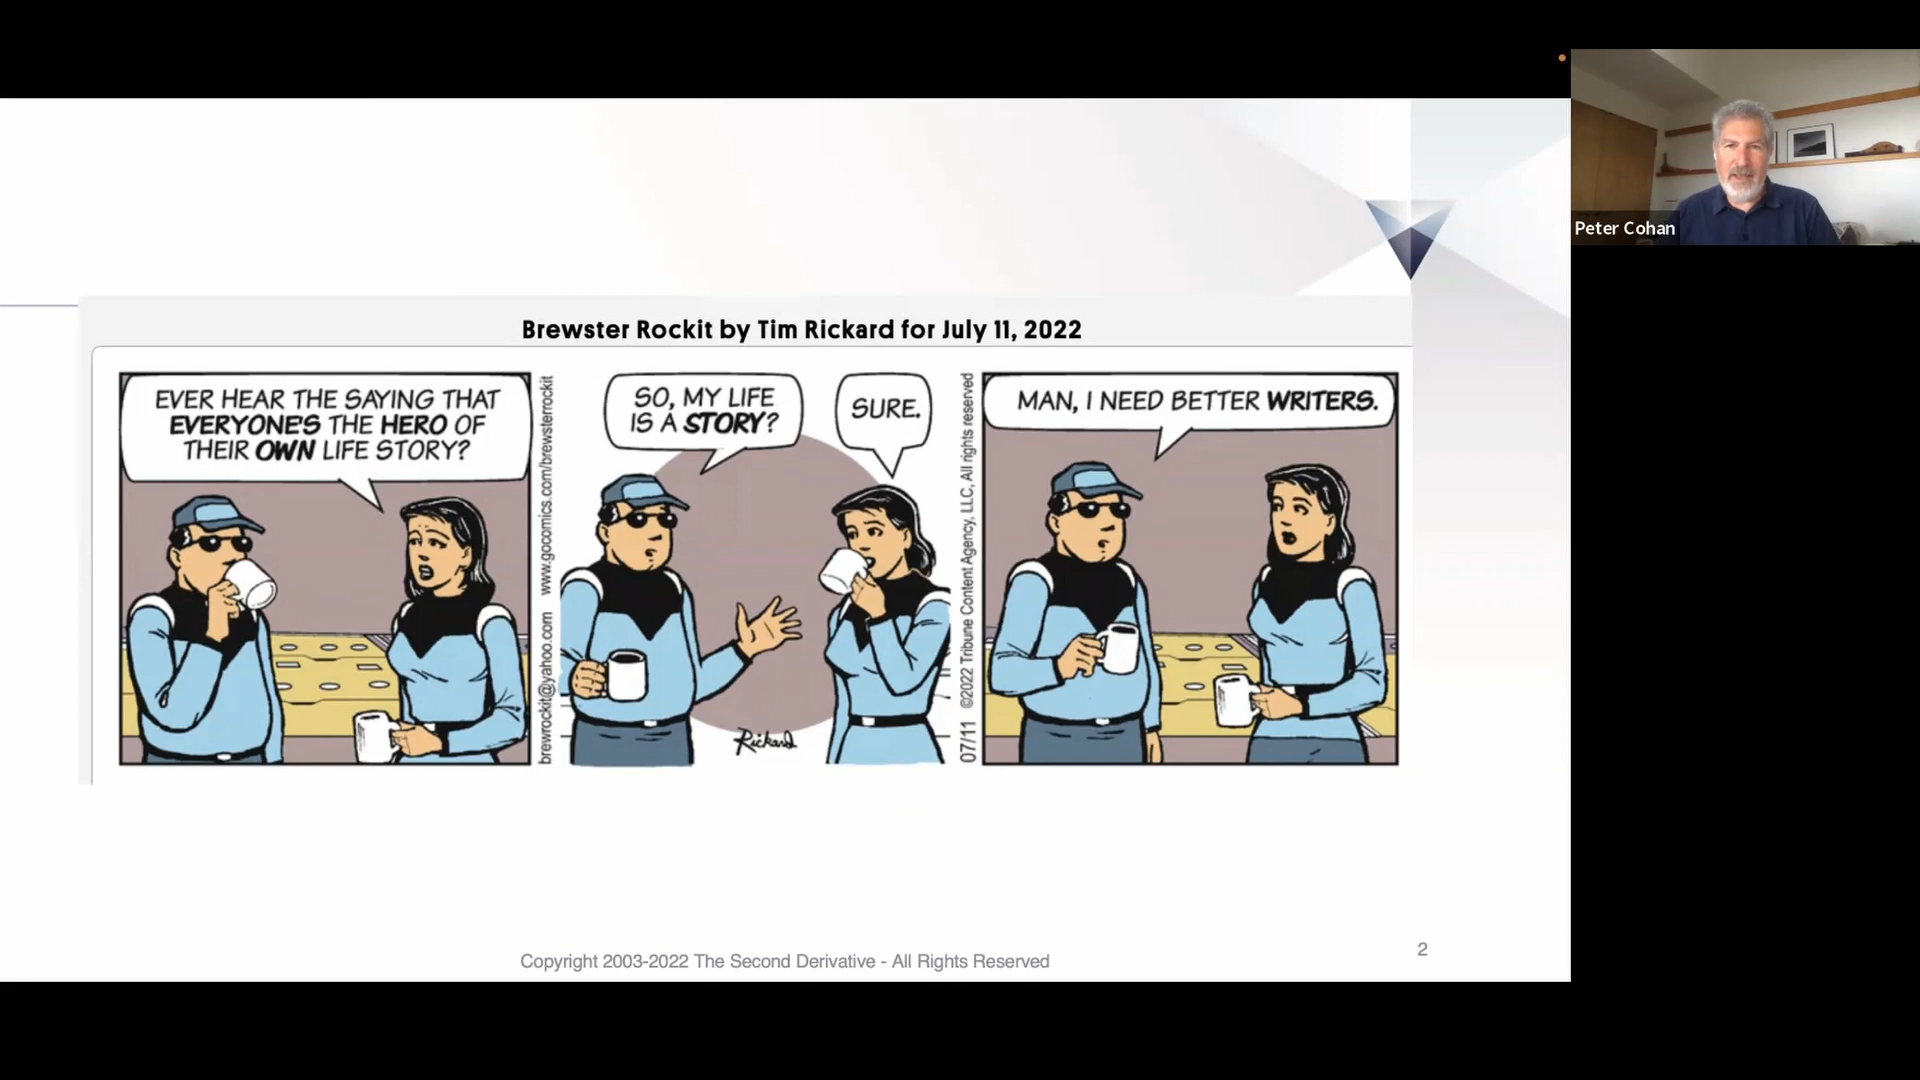 Peter Cohan
Brewster Rockit by Tim Rickard for July 11, 2022
EVER HEAR THE SAYING THAT
EVERYONE'S THE HERO OF
THEIR OWN LIFE STORY?
brewrockit@yahoo.com www.gocomics.com/brewsterrockit
SO, MY LIFE
IS A STORY?
SURE.
Rickard
07/11 ©2022 Tribune Content Agency, LLC, All rights reserved
MAN, I NEED BETTER WRITERS.
Copyright 2003-2022 The Second Derivative - All Rights Reserved
2